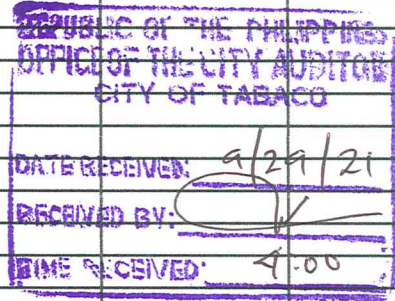 REPUBLIC OF THE PHILIPPINES
OFFICE OF THE CITY AUDITOR
CITY OF TABACO
DATE RECEIVED: 9/29/21
RECEIVED BY:
TIME RECEIVED: 4:00